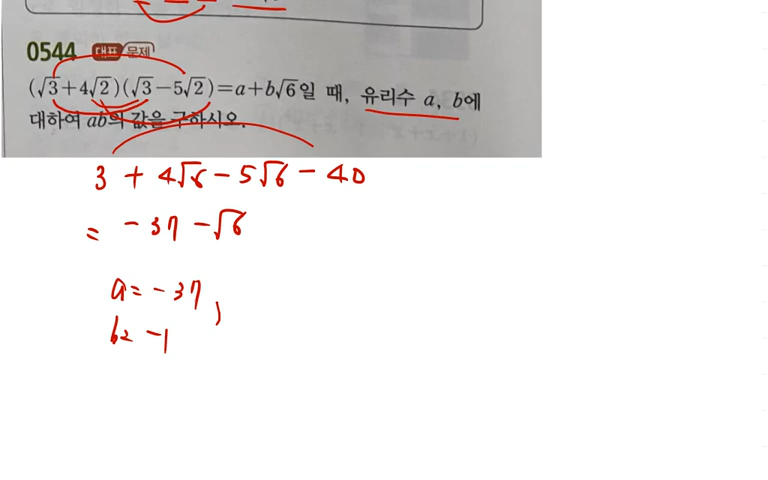 0544 대표 문제
(√3+4√2)(√3−5√2)=a+b√6일 때, 유리수 a, b에
대하여 ab의 값을 구하시오.
3 + 4√6 − 5√6 − 40
= −37 − √6
a = −37,
b = −1